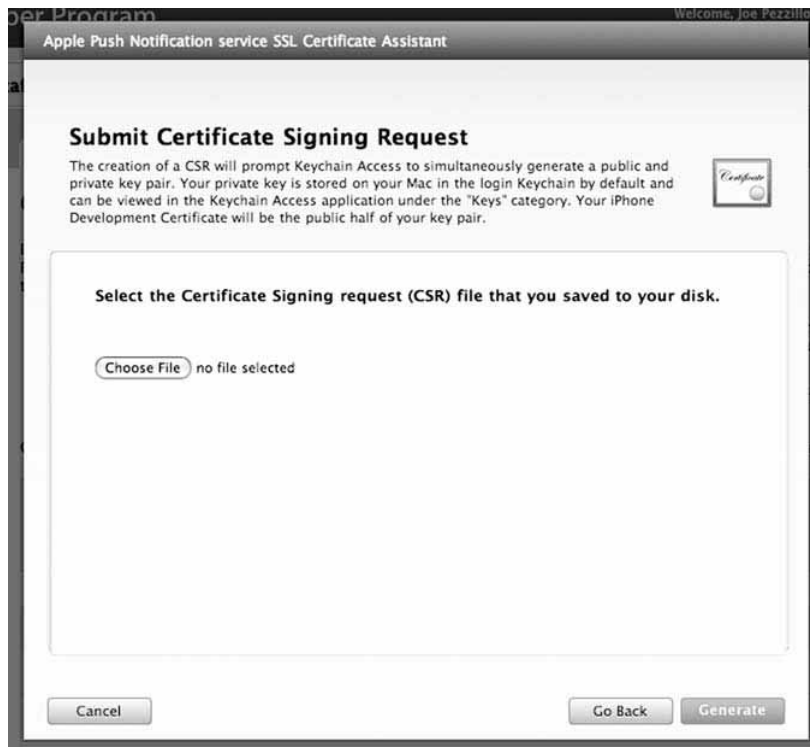 per Program
Welcome, Joe Pezzillo
Apple Push Notification service SSL Certificate Assistant
Submit Certificate Signing Request
The creation of a CSR will prompt Keychain Access to simultaneously generate a public and
private key pair. Your private key is stored on your Mac in the login Keychain by default and
can be viewed in the Keychain Access application under the "Keys" category. Your iPhone
Development Certificate will be the public half of your key pair.
Certificate
Select the Certificate Signing request (CSR) file that you saved to your disk.
Choose File no file selected
Cancel
Go Back
Generate